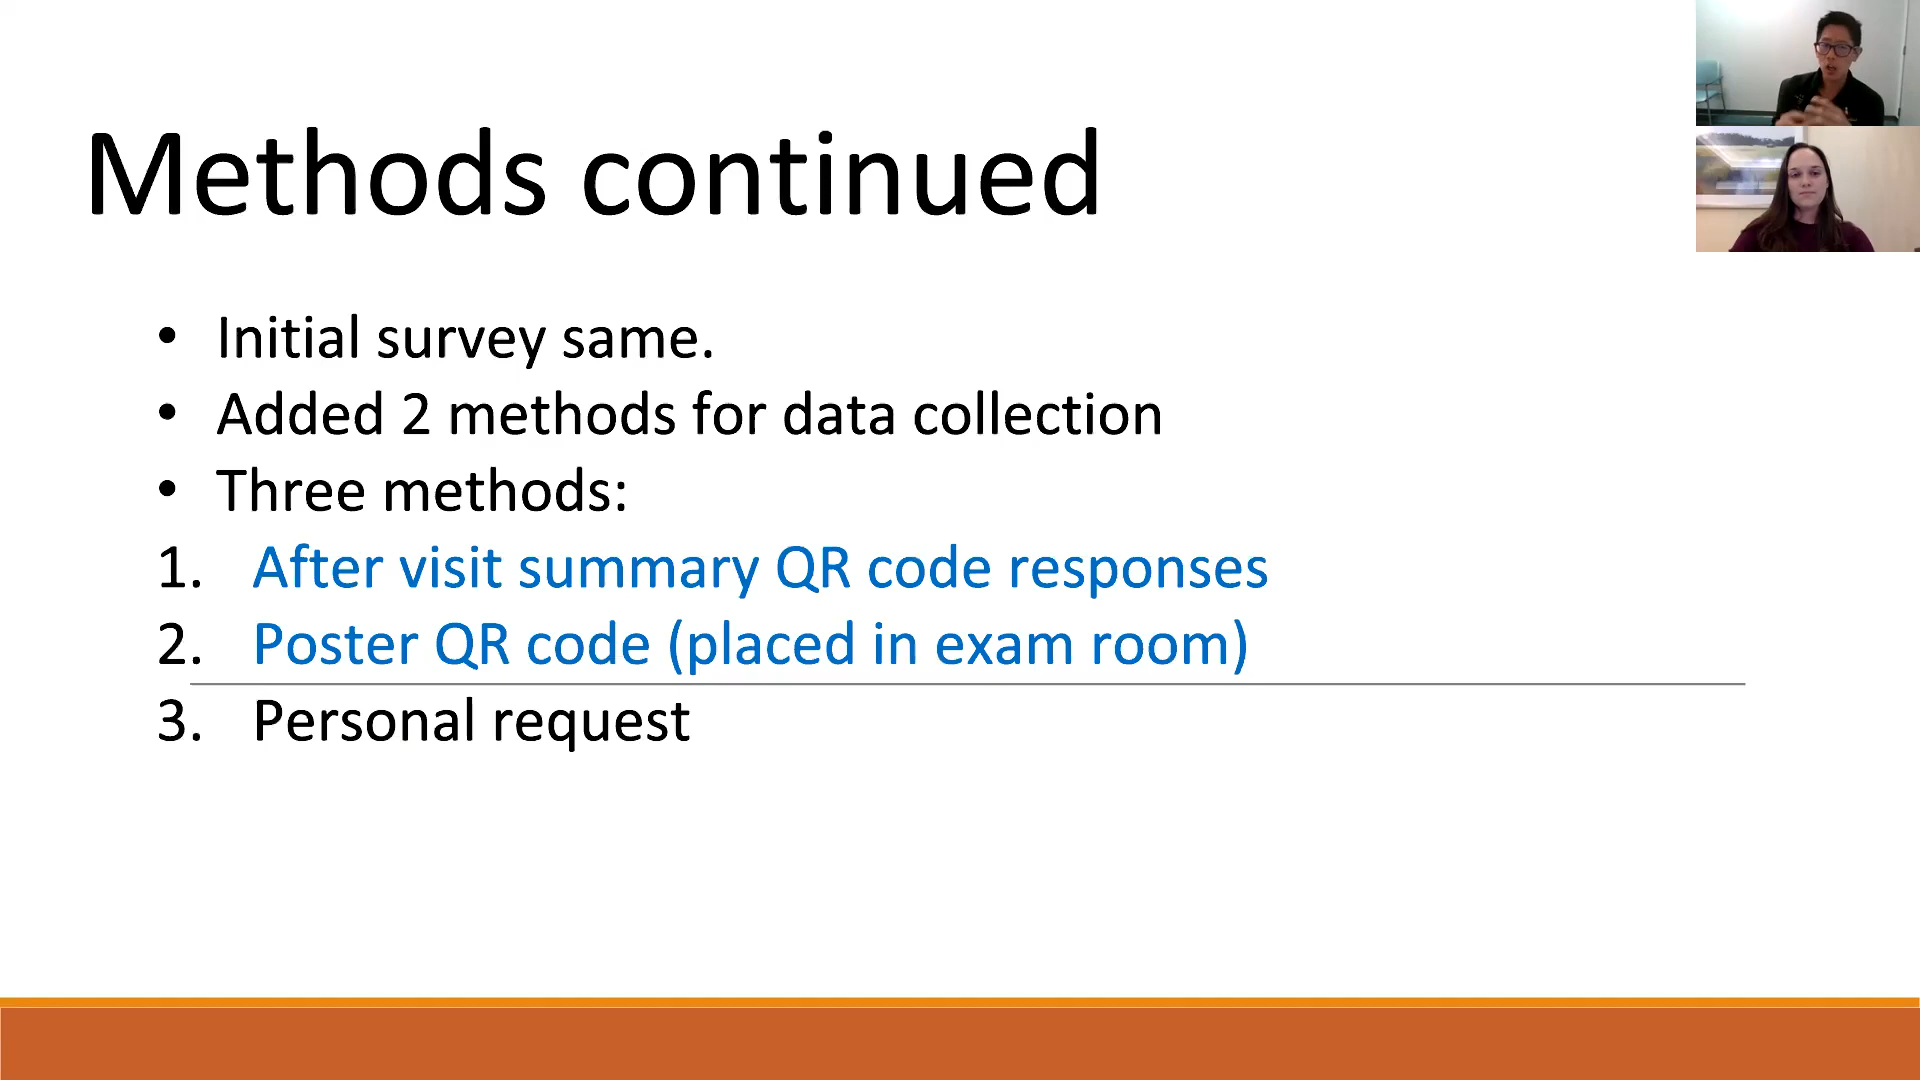 Methods continued
• Initial survey same.
• Added 2 methods for data collection
• Three methods:
1. After visit summary QR code responses
2. Poster QR code (placed in exam room)
3. Personal request